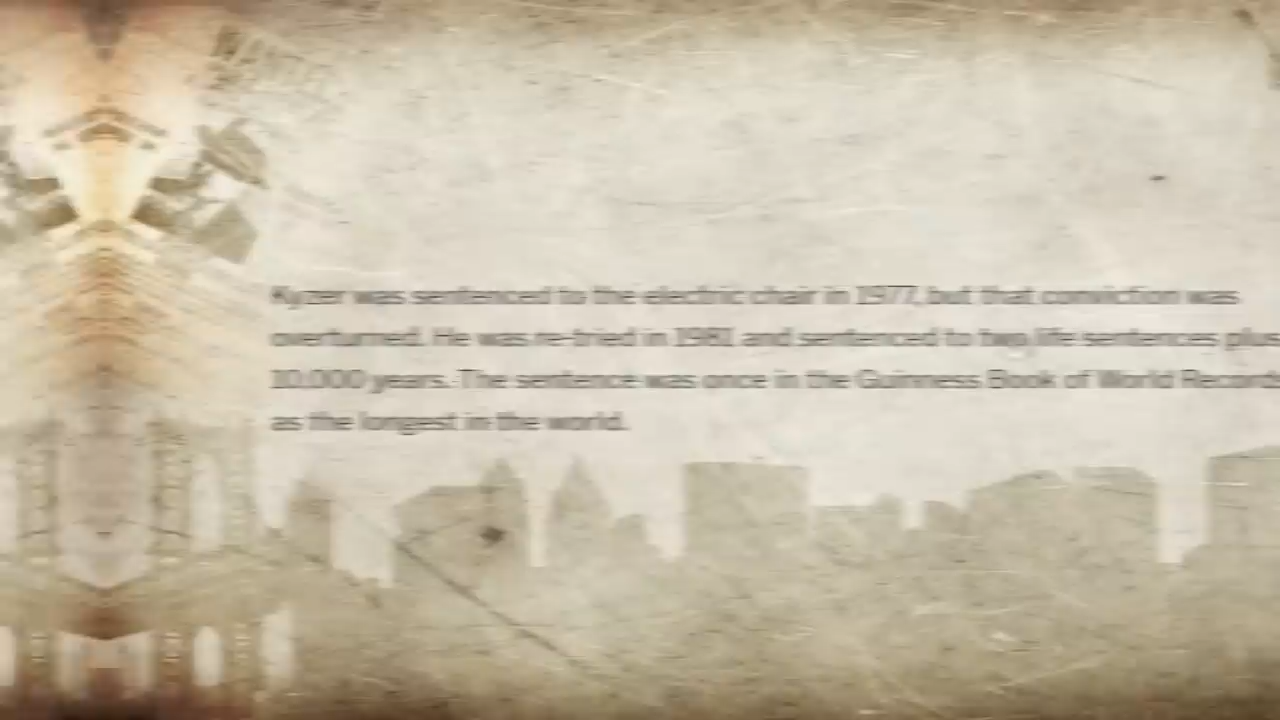 Kyzer was sentenced to the electric chair in 1977, but that conviction was
overturned. He was re-tried in 1981 and sentenced to two life sentences plus
10,000 years. The sentence was once in the Guinness Book of World Records
as the longest in the world.